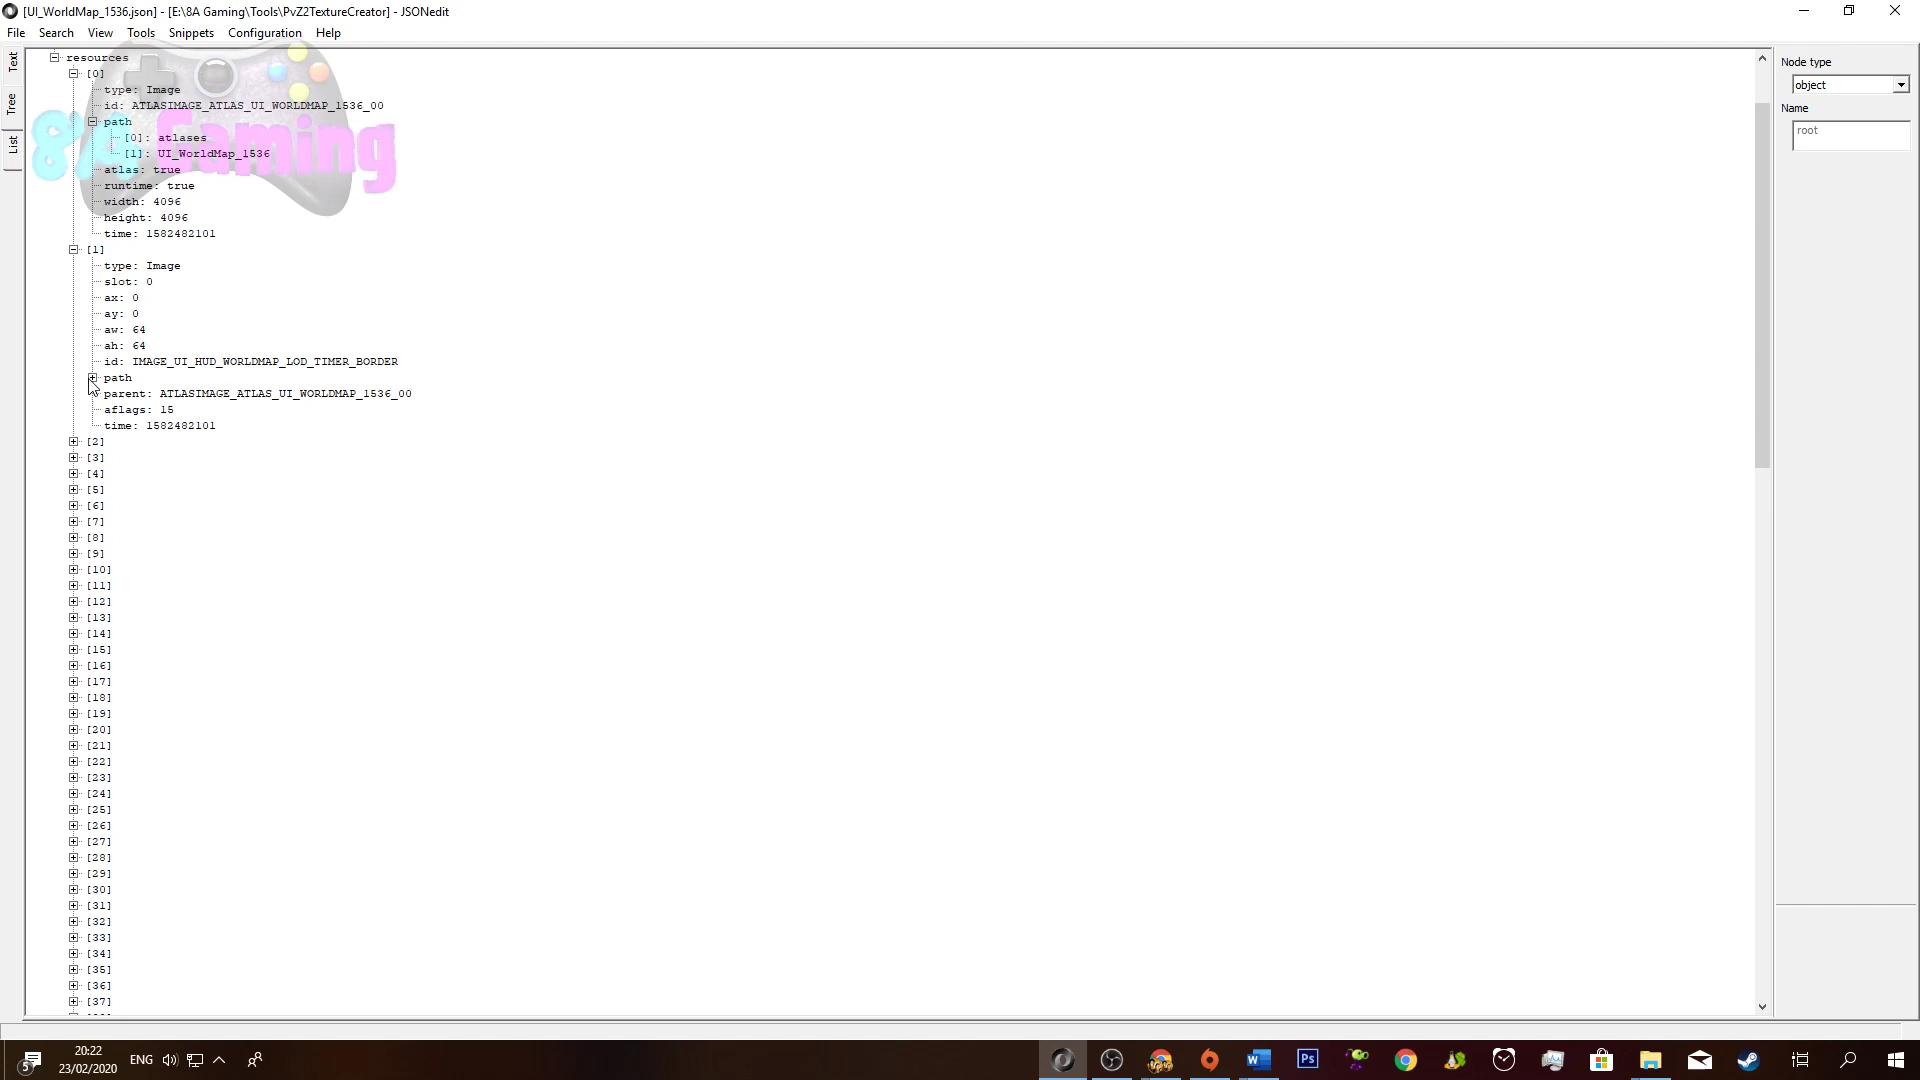 [UI_WorldMap_1536.json] - [E:\8A Gaming\Tools\PvZ2TextureCreator] - JSONedit
File Search View Tools Snippets Configuration Help
Text
Tree
List
8A Gaming
resources
[0]
type: Image
id: ATLASIMAGE_ATLAS_UI_WORLDMAP_1536_00
path
[0]: atlases
[1]: UI_WorldMap_1536
atlas: true
runtime: true
width: 4096
height: 4096
time: 1582482101
[1]
type: Image
slot: 0
ax: 0
ay: 0
aw: 64
ah: 64
id: IMAGE_UI_HUD_WORLDMAP_LOD_TIMER_BORDER
path
parent: ATLASIMAGE_ATLAS_UI_WORLDMAP_1536_00
aflags: 15
time: 1582482101
[2]
[3]
[4]
[5]
[6]
[7]
[8]
[9]
[10]
[11]
[12]
[13]
[14]
[15]
[16]
[17]
[18]
[19]
[20]
[21]
[22]
[23]
[24]
[25]
[26]
[27]
[28]
[29]
[30]
[31]
[32]
[33]
[34]
[35]
[36]
[37]
Node type
object
Name
root
5
20:22
23/02/2020
ENG
W
Ps